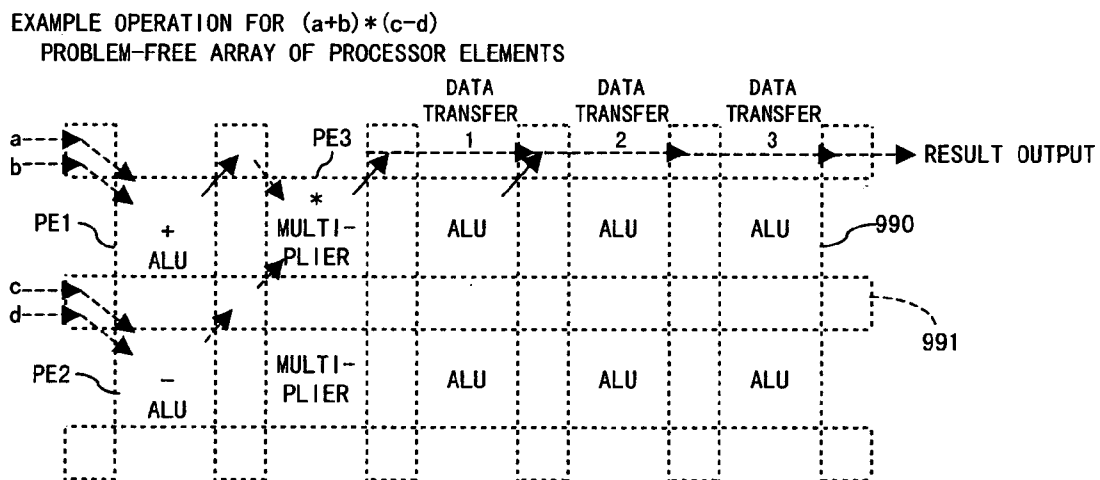 EXAMPLE OPERATION FOR (a+b)*(c-d)
PROBLEM-FREE ARRAY OF PROCESSOR ELEMENTS
DATA TRANSFER 1
DATA TRANSFER 2
DATA TRANSFER 3
a
b
PE3
RESULT OUTPUT
PE1
+
ALU
*
MULTI-
PLIER
ALU
ALU
ALU
990
c
d
991
PE2
-
ALU
MULTI-
PLIER
ALU
ALU
ALU